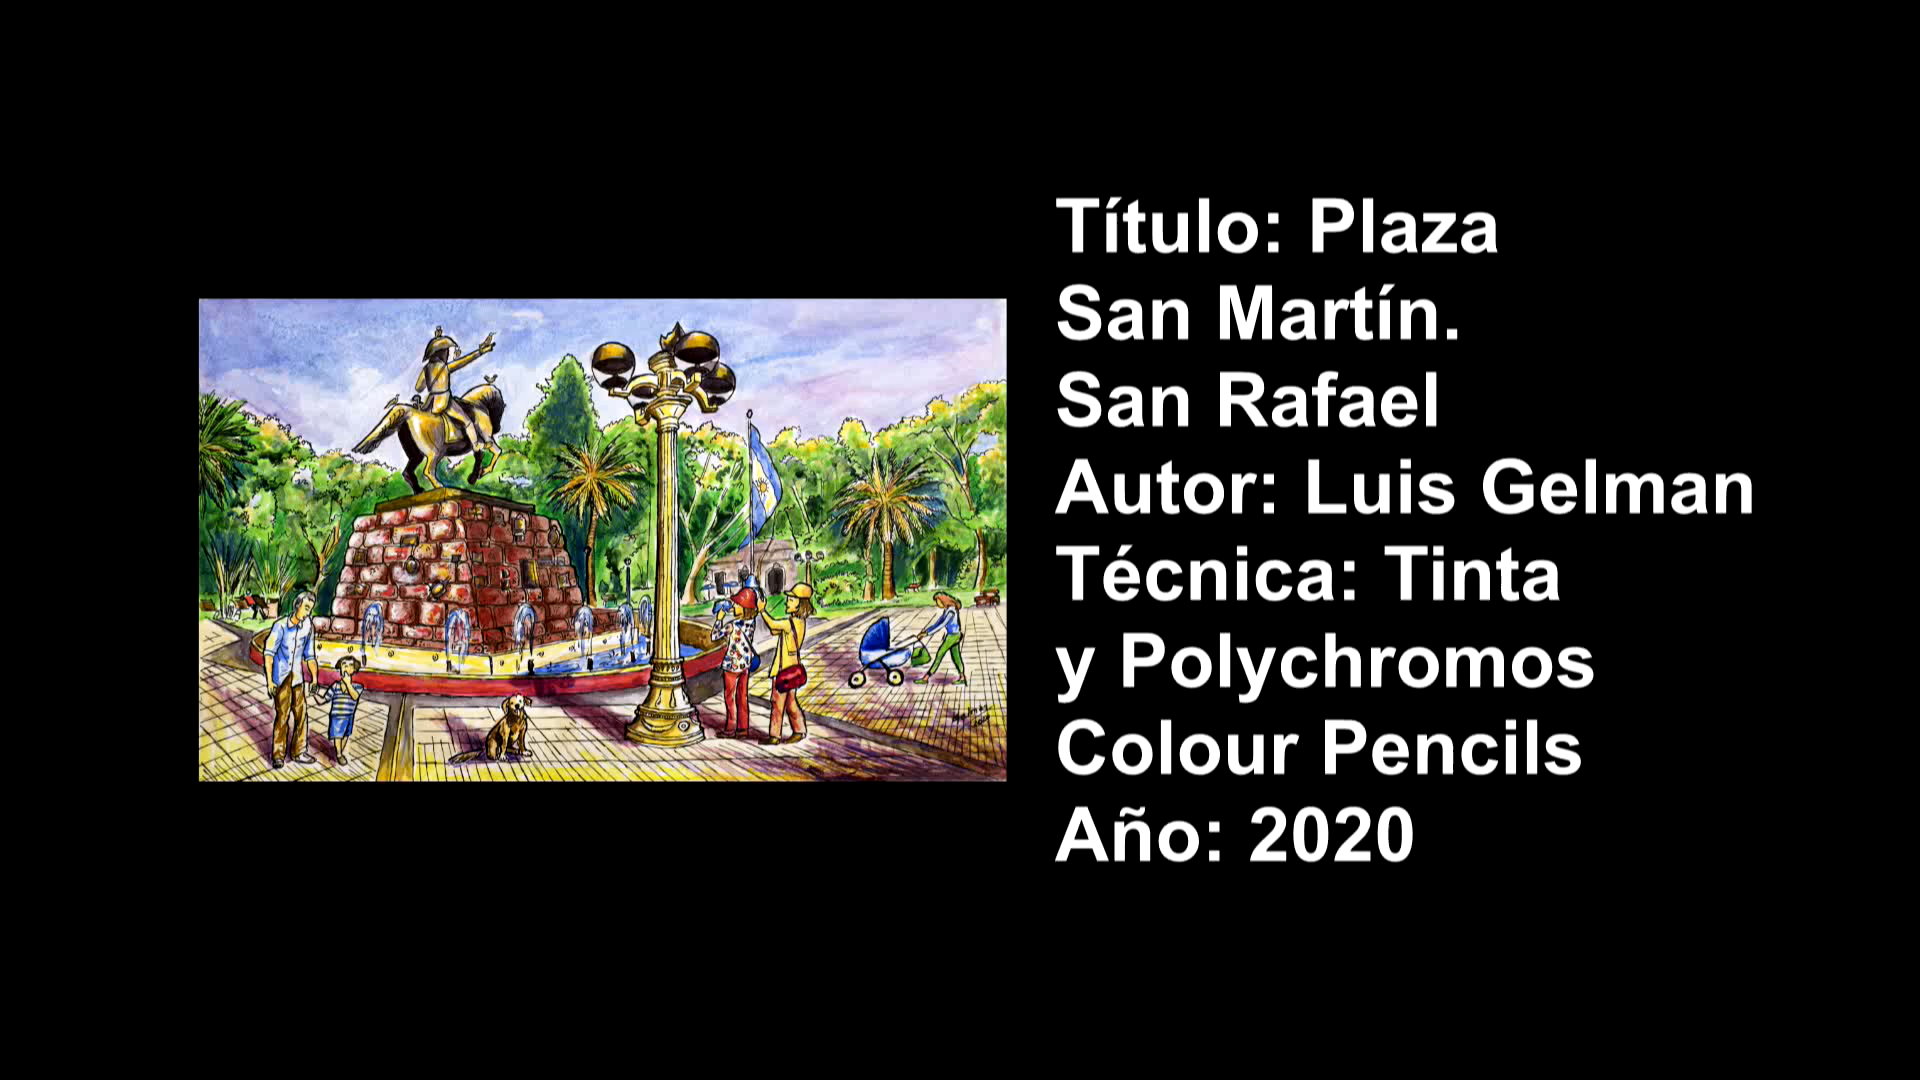 Título: Plaza
San Martín.
San Rafael
Autor: Luis Gelman
Técnica: Tinta
y Polychromos
Colour Pencils
Año: 2020